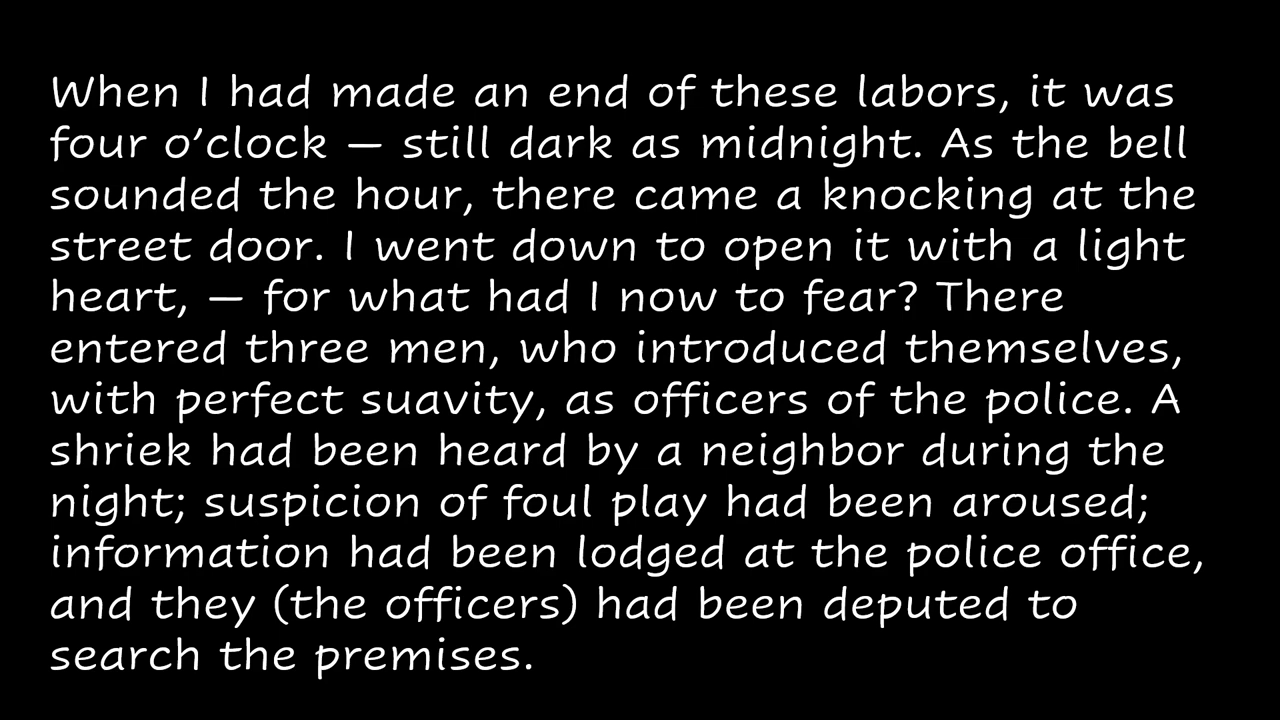 When I had made an end of these labors, it was
four o’clock — still dark as midnight. As the bell
sounded the hour, there came a knocking at the
street door. I went down to open it with a light
heart, — for what had I now to fear? There
entered three men, who introduced themselves,
with perfect suavity, as officers of the police. A
shriek had been heard by a neighbor during the
night; suspicion of foul play had been aroused;
information had been lodged at the police office,
and they (the officers) had been deputed to
search the premises.